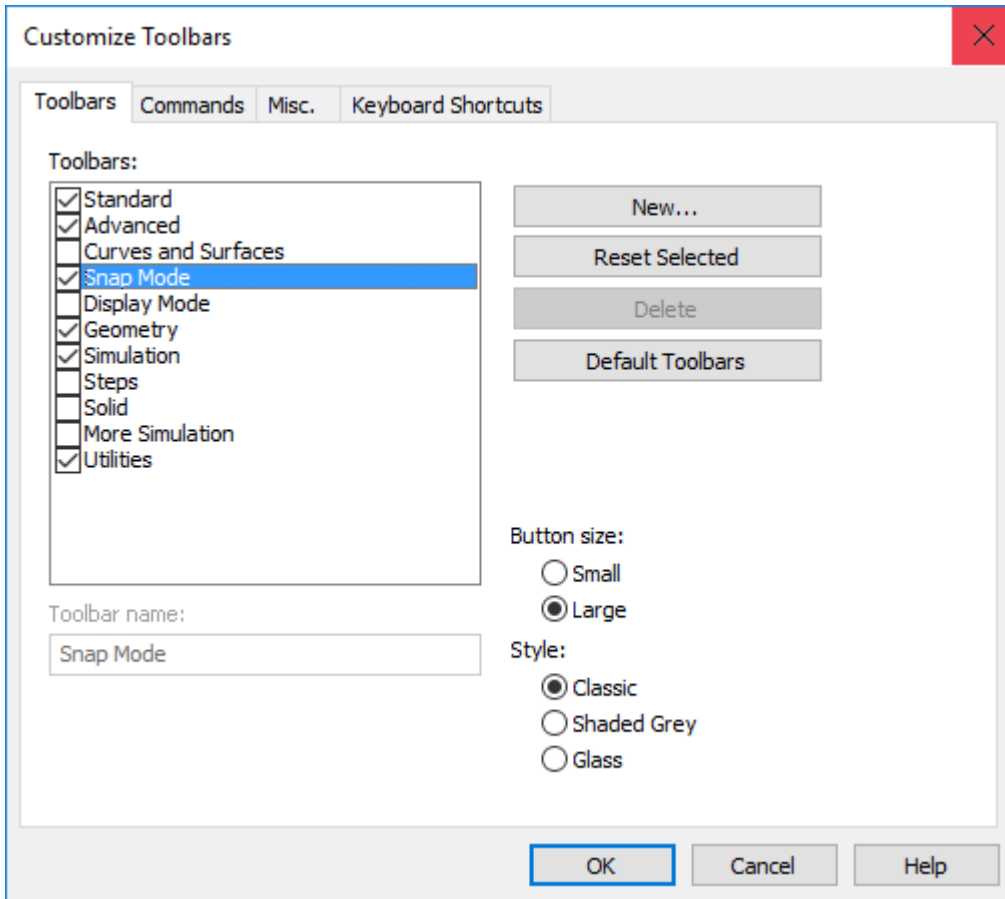 Customize Toolbars
Toolbars
Commands
Misc.
Keyboard Shortcuts
Toolbars:
Standard
Advanced
Curves and Surfaces
Snap Mode
Display Mode
Geometry
Simulation
Steps
Solid
More Simulation
Utilities
New...
Reset Selected
Delete
Default Toolbars
Button size:
Small
Large
Toolbar name:
Snap Mode
Style:
Classic
Shaded Grey
Glass
OK
Cancel
Help